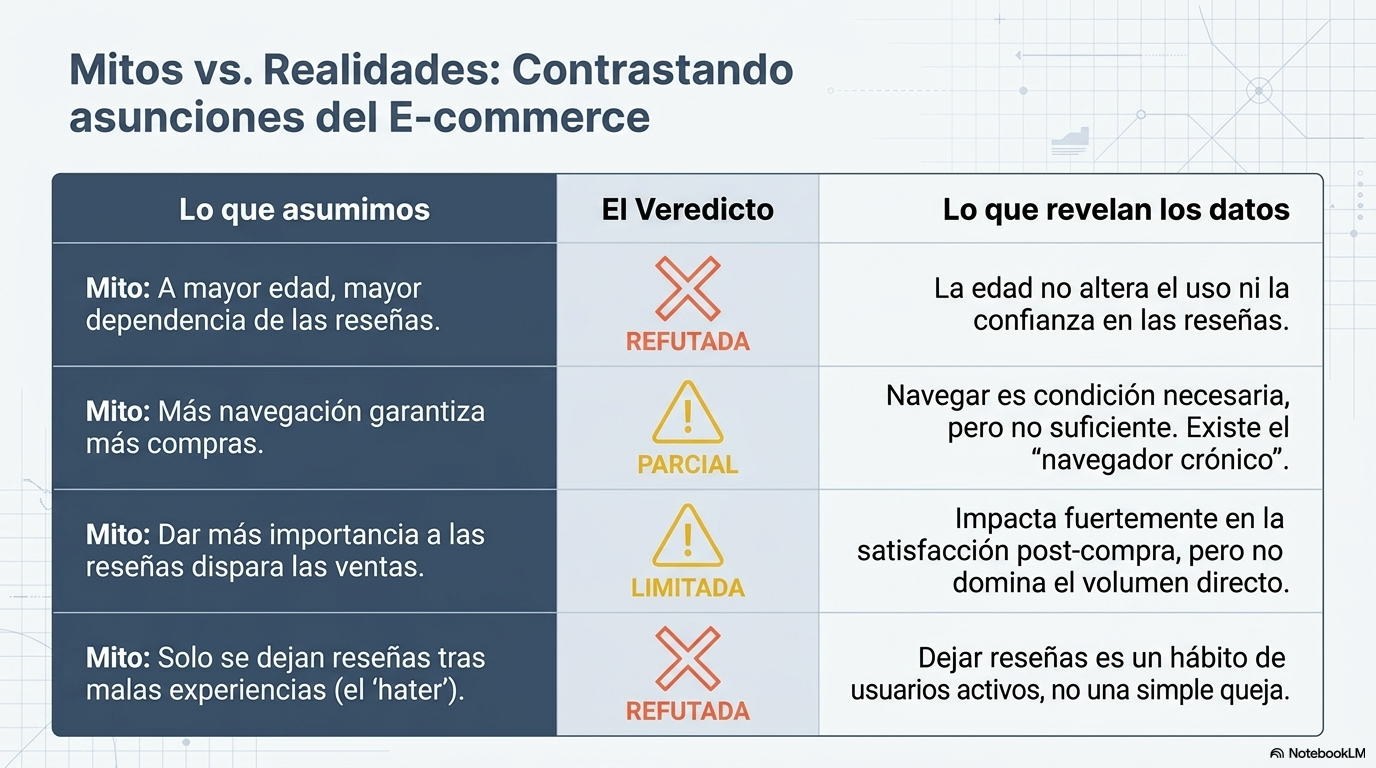 Mitos vs. Realidades: Contrastando
asunciones del E-commerce
Lo que asumimos
El Veredicto
Lo que revelan los datos
Mito: A mayor edad, mayor
dependencia de las reseñas.
REFUTADA
La edad no altera el uso ni la
confianza en las reseñas.
Mito: Más navegación garantiza
más compras.
PARCIAL
Navegar es condición necesaria,
pero no suficiente. Existe el
“navegador crónico”.
Mito: Dar más importancia a las
reseñas dispara las ventas.
LIMITADA
Impacta fuertemente en la
satisfacción post-compra, pero no
domina el volumen directo.
Mito: Solo se dejan reseñas tras
malas experiencias (el ‘hater’).
REFUTADA
Dejar reseñas es un hábito de
usuarios activos, no una simple queja.
NotebookLM